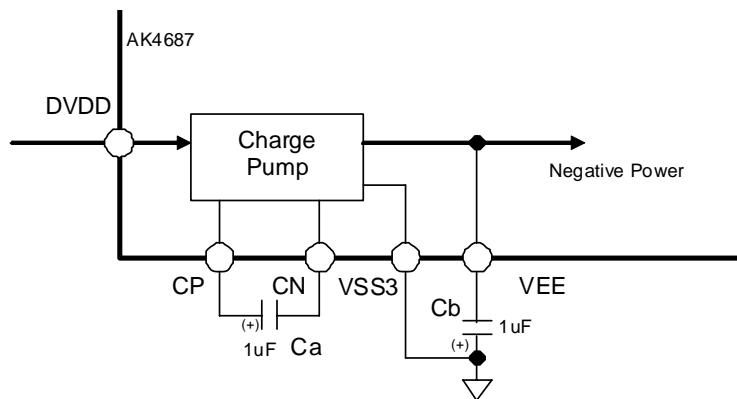 AK4687
DVDD
Charge
Pump
Negative Power
CP
CN
VSS3
VEE
Cb
(+)
1uF
Ca
1uF
(+)